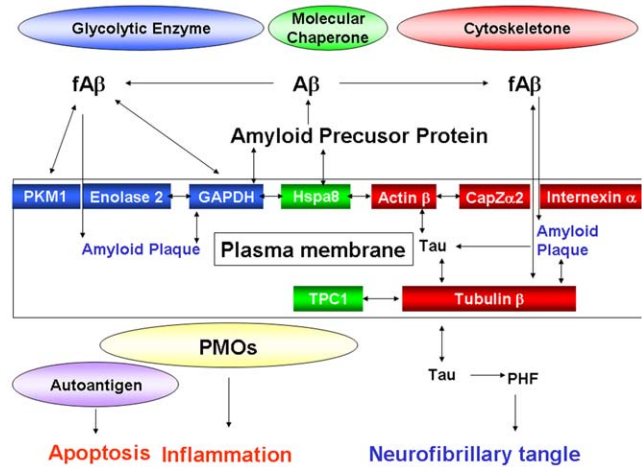 Glycolytic Enzyme
Molecular
Chaperone
Cytoskeletone
fAβ
Aβ
fAβ
Amyloid Precusor Protein
PKM1
Enolase 2
GAPDH
Hspa8
Actin β
CapZα2
Internexin α
Amyloid Plaque
Plasma membrane
Tau
Amyloid
Plaque
TPC1
Tubulin β
PMOs
Autoantigen
Tau
PHF
Apoptosis
Inflammation
Neurofibrillary tangle